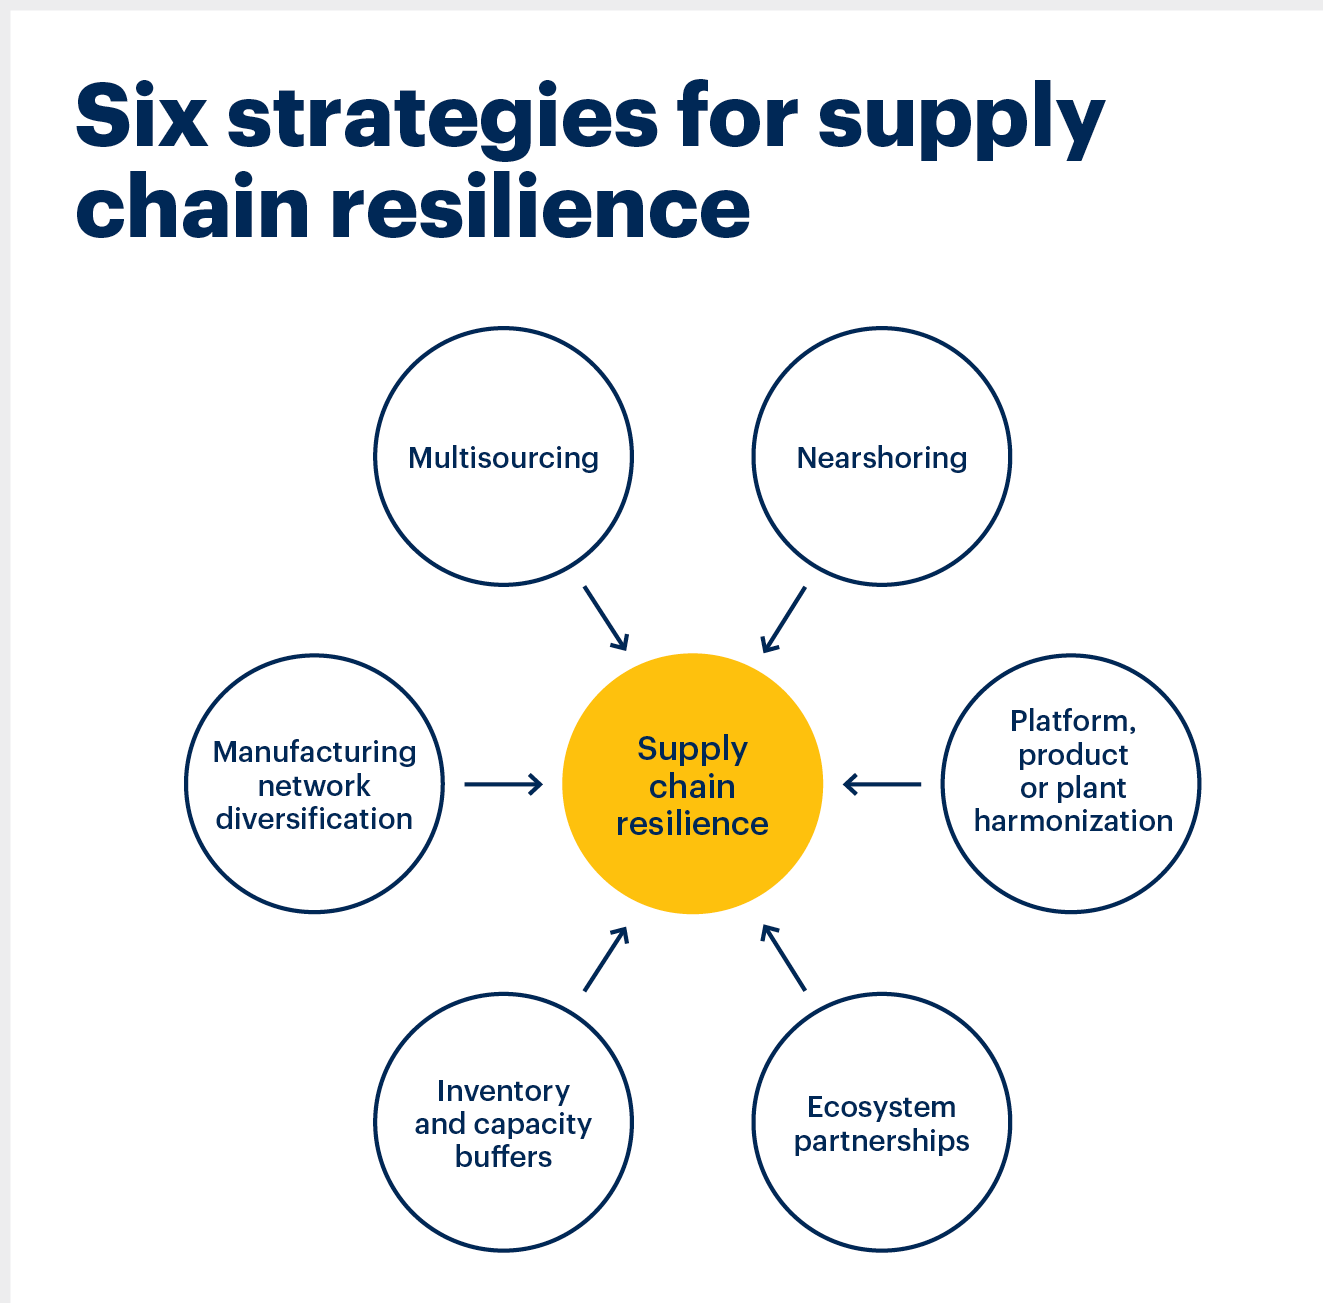 Six strategies for supply
chain resilience
Multisourcing
Nearshoring
Manufacturing
network
diversification
Supply
chain
resilience
Platform,
product
or plant
harmonization
Inventory
and capacity
buffers
Ecosystem
partnerships